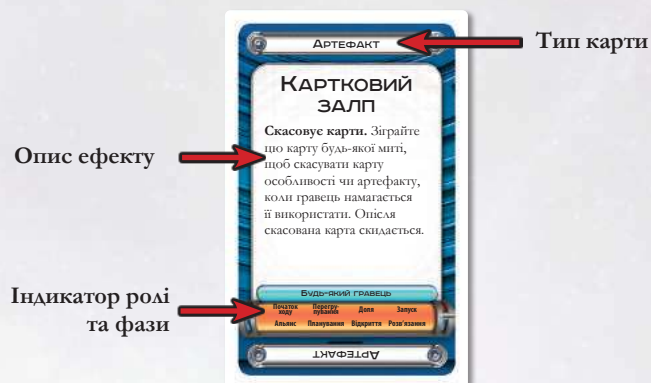 Артефакт
Тип карти
Картковий
залп
Скасовує карти. Зіграйте
цю карту будь-якої миті,
щоб скасувати карту
особливості чи артефакту,
коли гравець намагається
її використати. Опісля
скасована карта скидається.
Опис ефекту
Будь-який гравець
Індикатор ролі
та фази
Початок ходу Перегру-пування Доля Запуск
Альянс Планування Відкриття Розв'язання
Артефакт